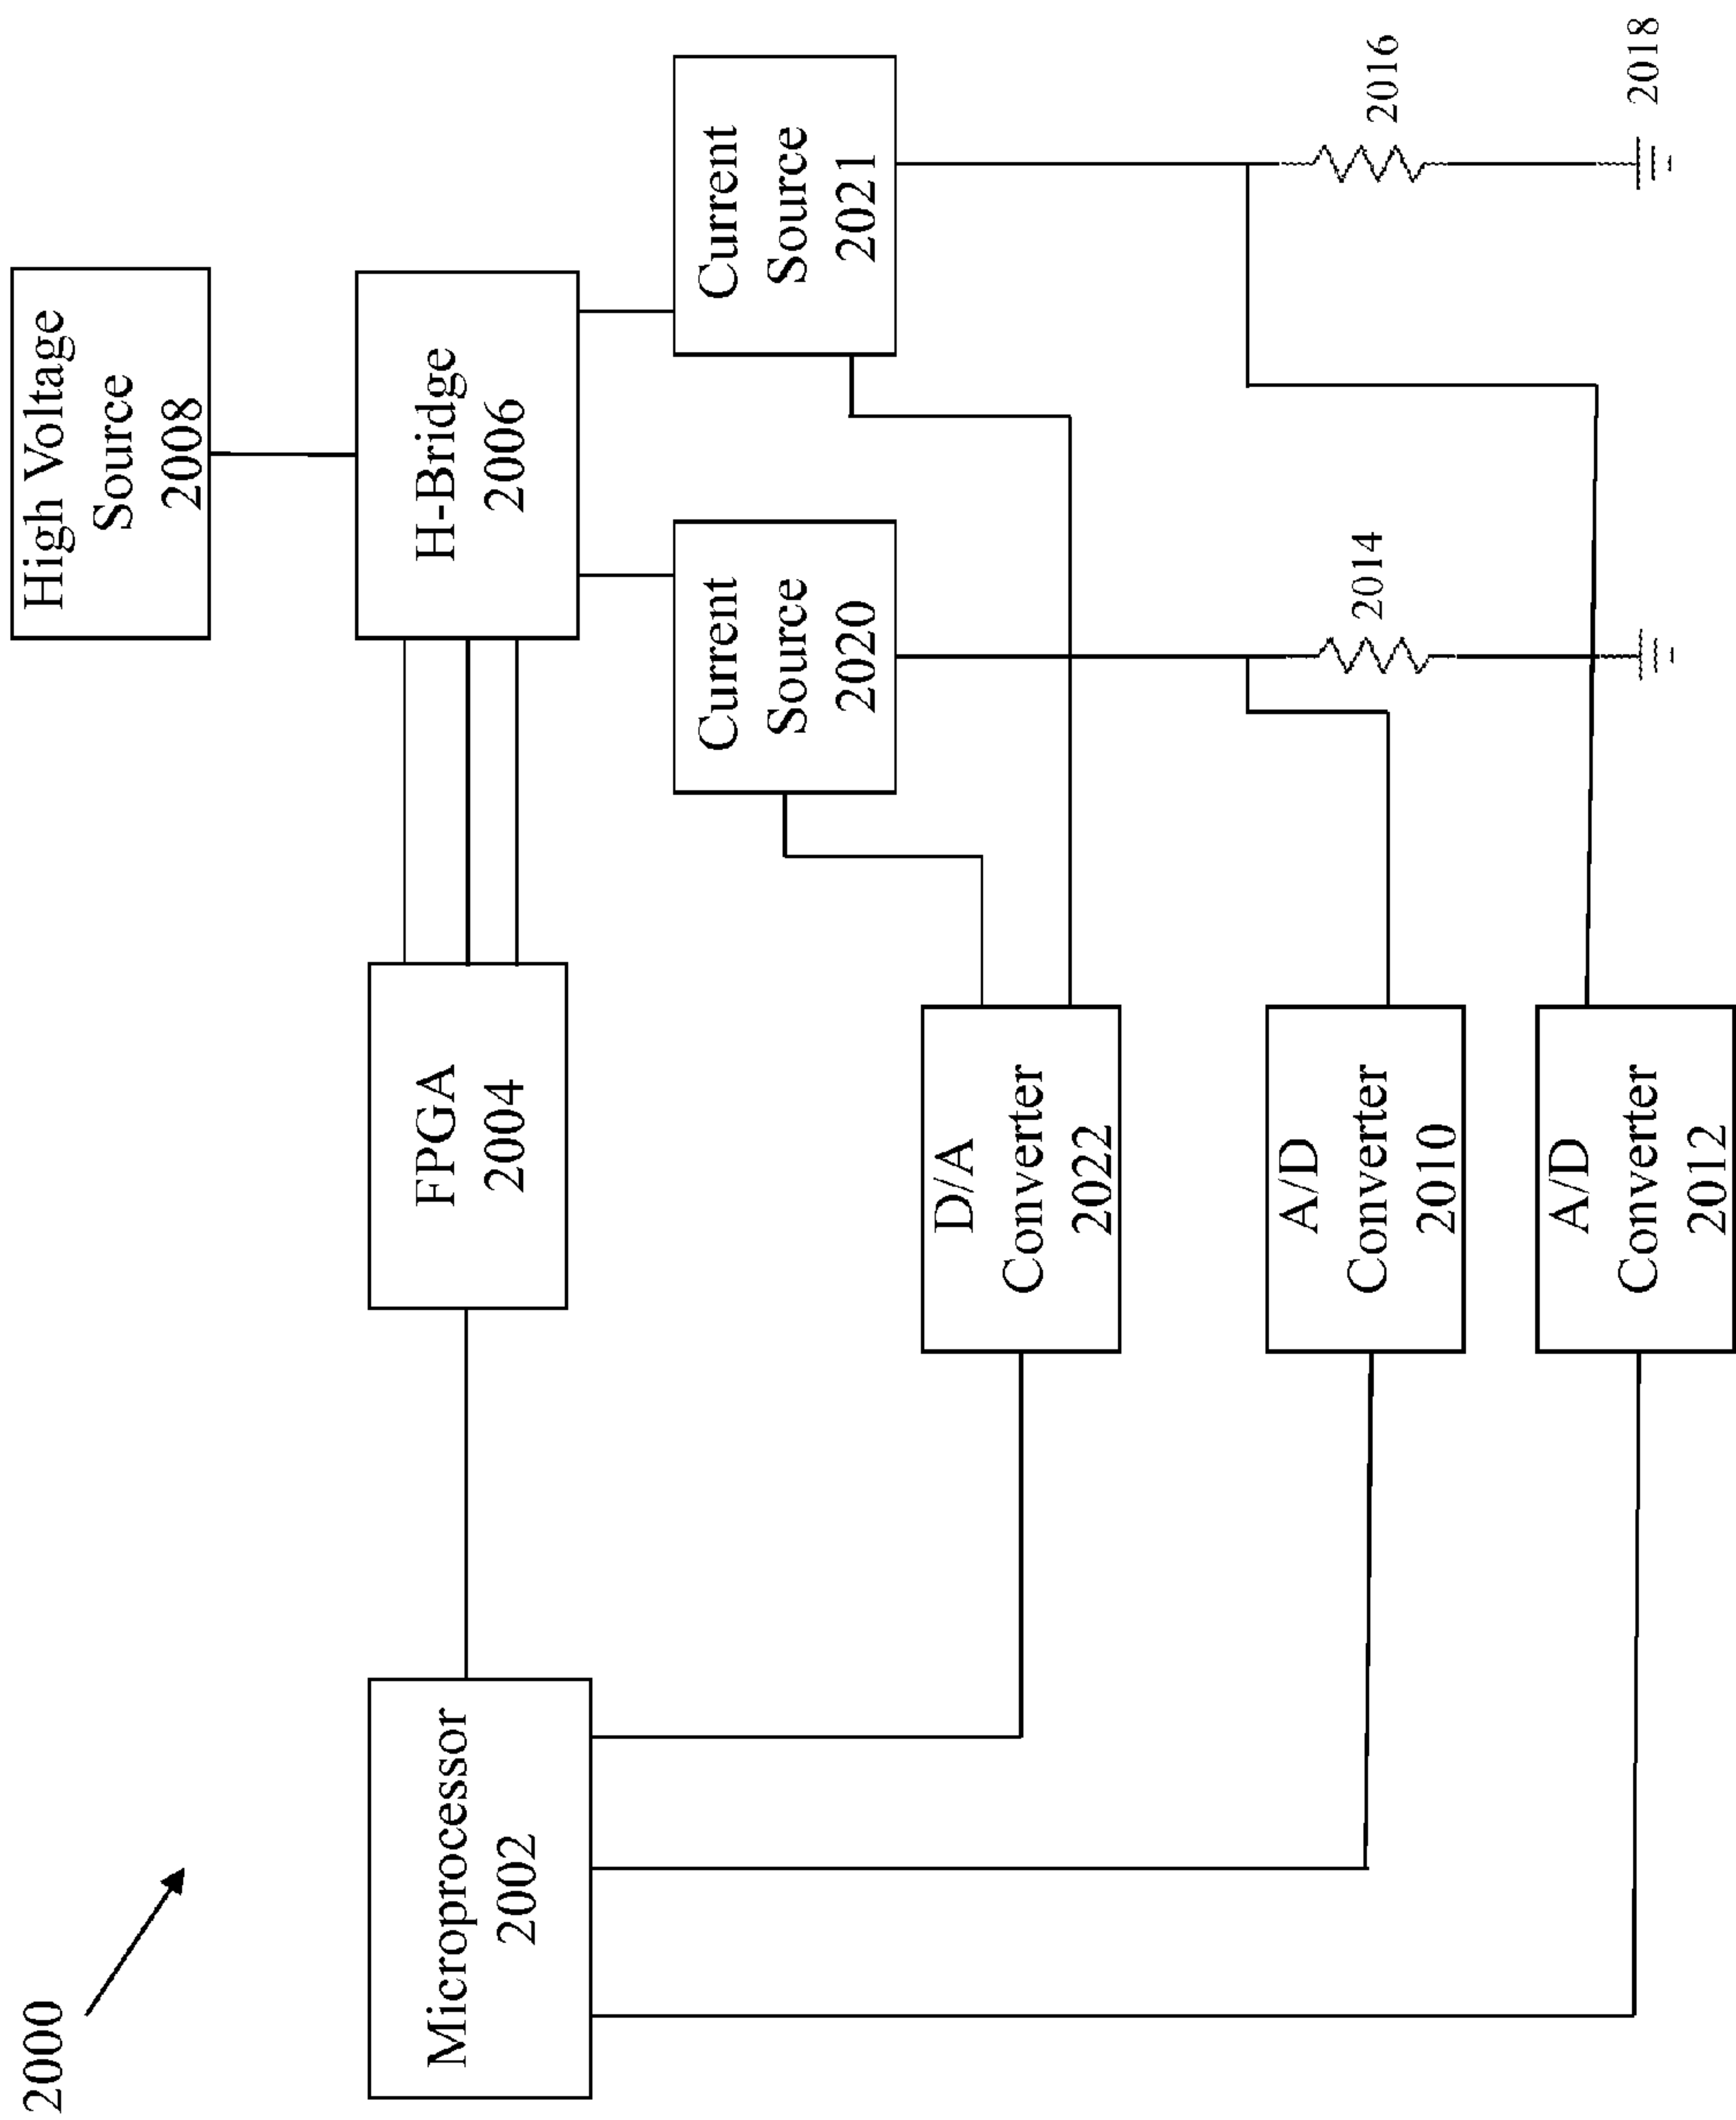 2000
High Voltage
Source
2008
Microprocessor
2002
FPGA
2004
H-Bridge
2006
Current
Source
2020
Current
Source
2021
D/A
Converter
2022
A/D
Converter
2010
2014
2016
A/D
Converter
2012
2018